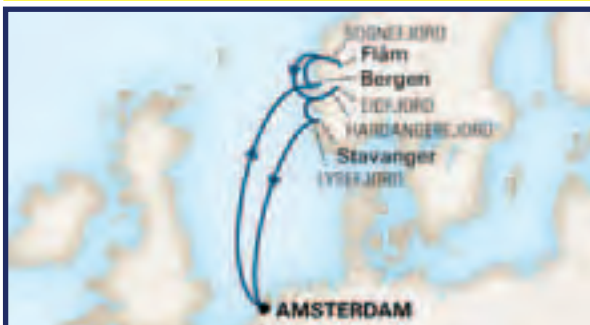 SOGNEFJORD
Flåm
Bergen
EIDFJORD
HARDANGERFJORD
Stavanger
LYSEFJORD
AMSTERDAM